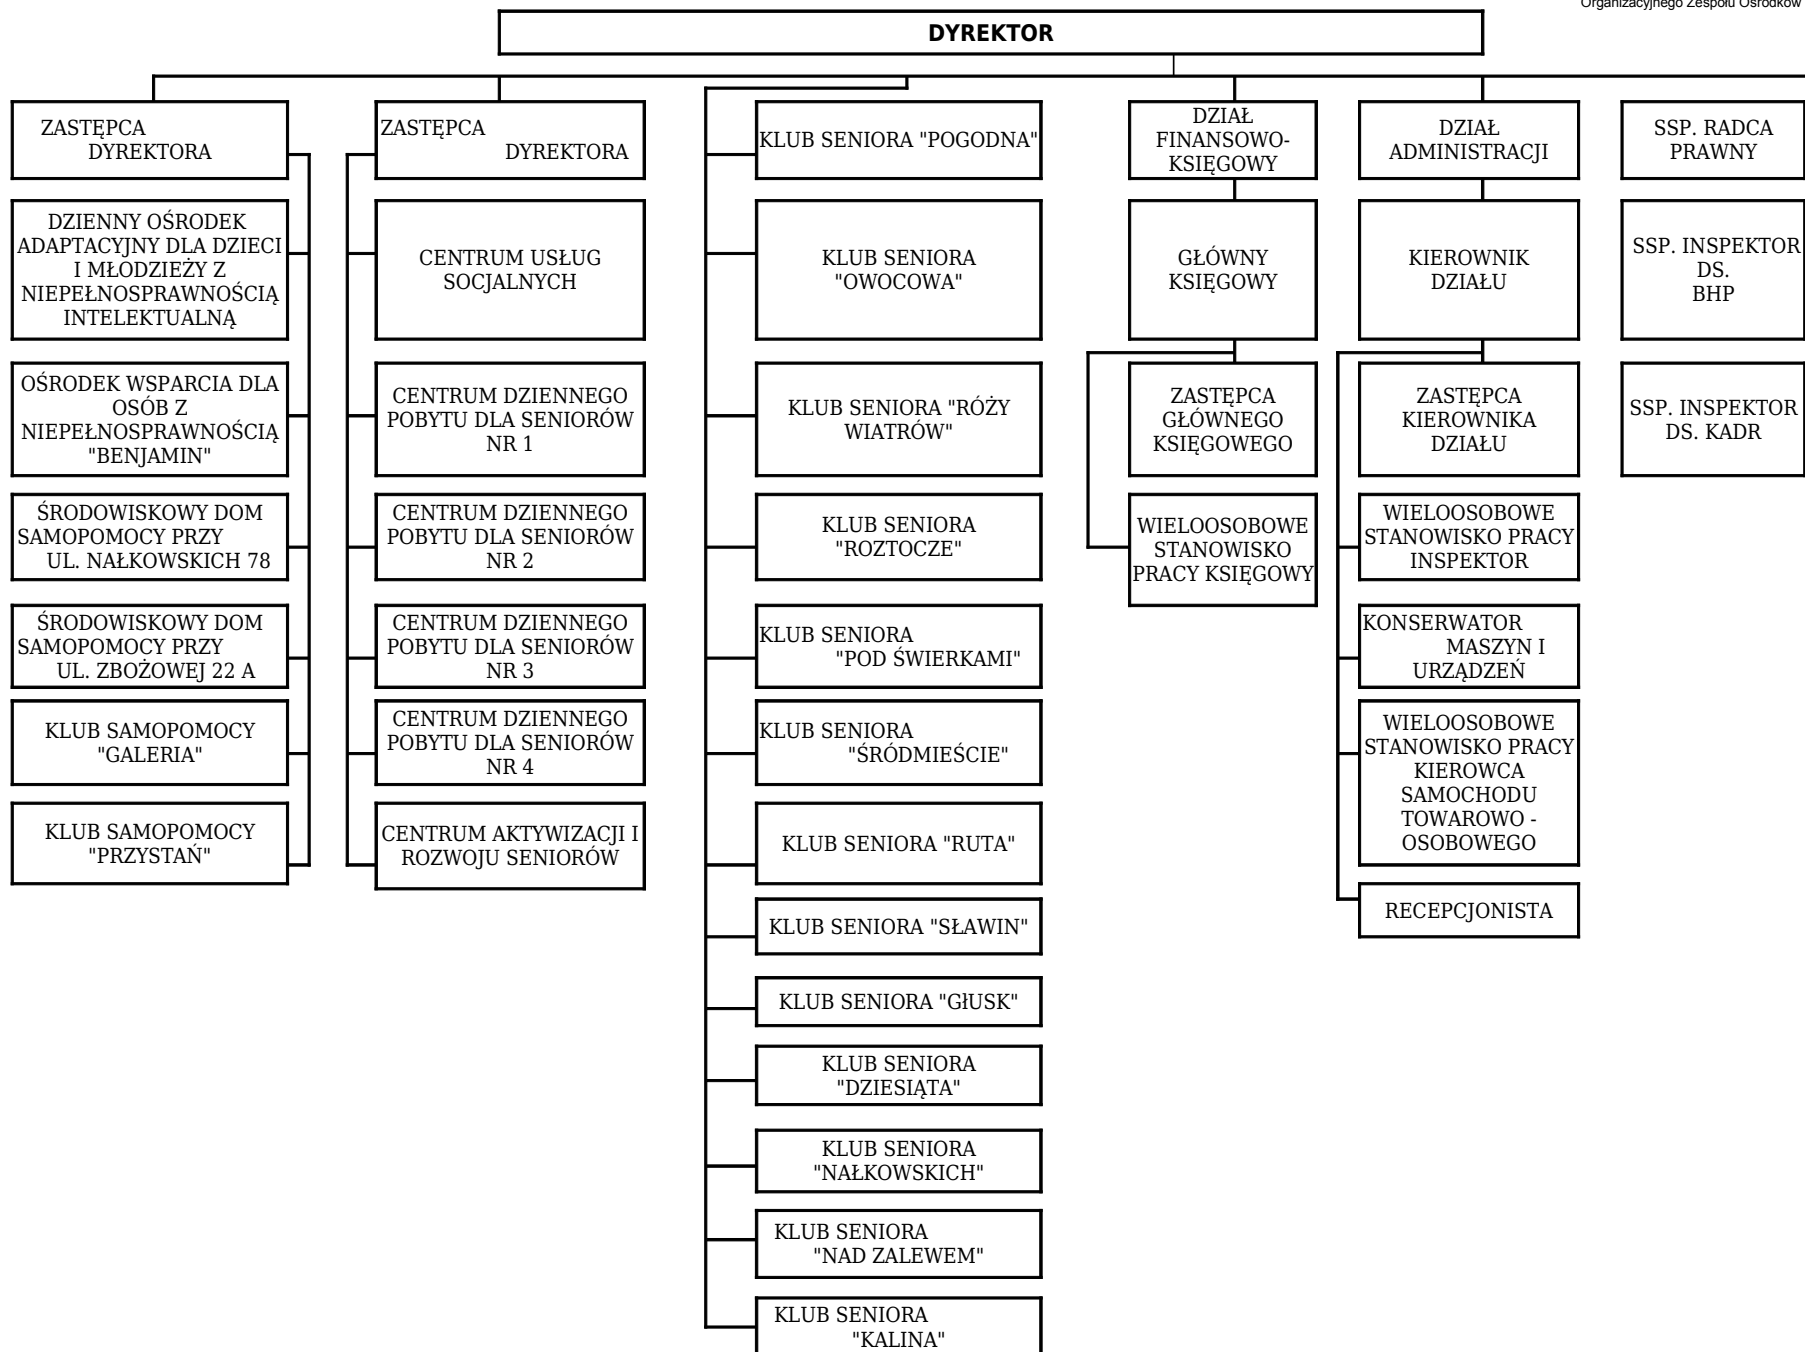 Organizacyjnego Zespołu Ośrodków
DYREKTOR
ZASTĘPCA
DYREKTORA
DZIENNY OŚRODEK
ADAPTACYJNY DLA DZIECI
I MŁODZIEŻY Z
NIEPEŁNOSPRAWNOŚCIĄ
INTELEKTUALNĄ
OŚRODEK WSPARCIA DLA
OSÓB Z
NIEPEŁNOSPRAWNOŚCIĄ
"BENJAMIN"
ŚRODOWISKOWY DOM
SAMOPOMOCY PRZY
UL. NAŁKOWSKICH 78
ŚRODOWISKOWY DOM
SAMOPOMOCY PRZY
UL. ZBOŻOWEJ 22 A
KLUB SAMOPOMOCY
"GALERIA"
KLUB SAMOPOMOCY
"PRZYSTAŃ"
ZASTĘPCA
DYREKTORA
CENTRUM USŁUG
SOCJALNYCH
CENTRUM DZIENNEGO
POBYTU DLA SENIORÓW
NR 1
CENTRUM DZIENNEGO
POBYTU DLA SENIORÓW
NR 2
CENTRUM DZIENNEGO
POBYTU DLA SENIORÓW
NR 3
CENTRUM DZIENNEGO
POBYTU DLA SENIORÓW
NR 4
CENTRUM AKTYWIZACJI I
ROZWOJU SENIORÓW
KLUB SENIORA "POGODNA"
KLUB SENIORA
"OWOCOWA"
KLUB SENIORA "RÓŻY
WIATRÓW"
KLUB SENIORA
"ROZTOCZE"
KLUB SENIORA
"POD ŚWIERKAMI"
KLUB SENIORA
"ŚRÓDMIEŚCIE"
KLUB SENIORA "RUTA"
KLUB SENIORA "SŁAWIN"
KLUB SENIORA "GłUSK"
KLUB SENIORA
"DZIESIĄTA"
KLUB SENIORA
"NAŁKOWSKICH"
KLUB SENIORA
"NAD ZALEWEM"
KLUB SENIORA
"KALINA"
DZIAŁ
FINANSOWO-
KSIĘGOWY
GŁÓWNY
KSIĘGOWY
ZASTĘPCA
GŁÓWNEGO
KSIĘGOWEGO
WIELOOSOBOWE
STANOWISKO
PRACY KSIĘGOWY
DZIAŁ
ADMINISTRACJI
KIEROWNIK
DZIAŁU
ZASTĘPCA
KIEROWNIKA
DZIAŁU
WIELOOSOBOWE
STANOWISKO PRACY
INSPEKTOR
KONSERWATOR
MASZYN I
URZĄDZEŃ
WIELOOSOBOWE
STANOWISKO PRACY
KIEROWCA
SAMOCHODU
TOWAROWO -
OSOBOWEGO
RECEPCJONISTA
SSP. RADCA
PRAWNY
SSP. INSPEKTOR
DS.
BHP
SSP. INSPEKTOR
DS. KADR